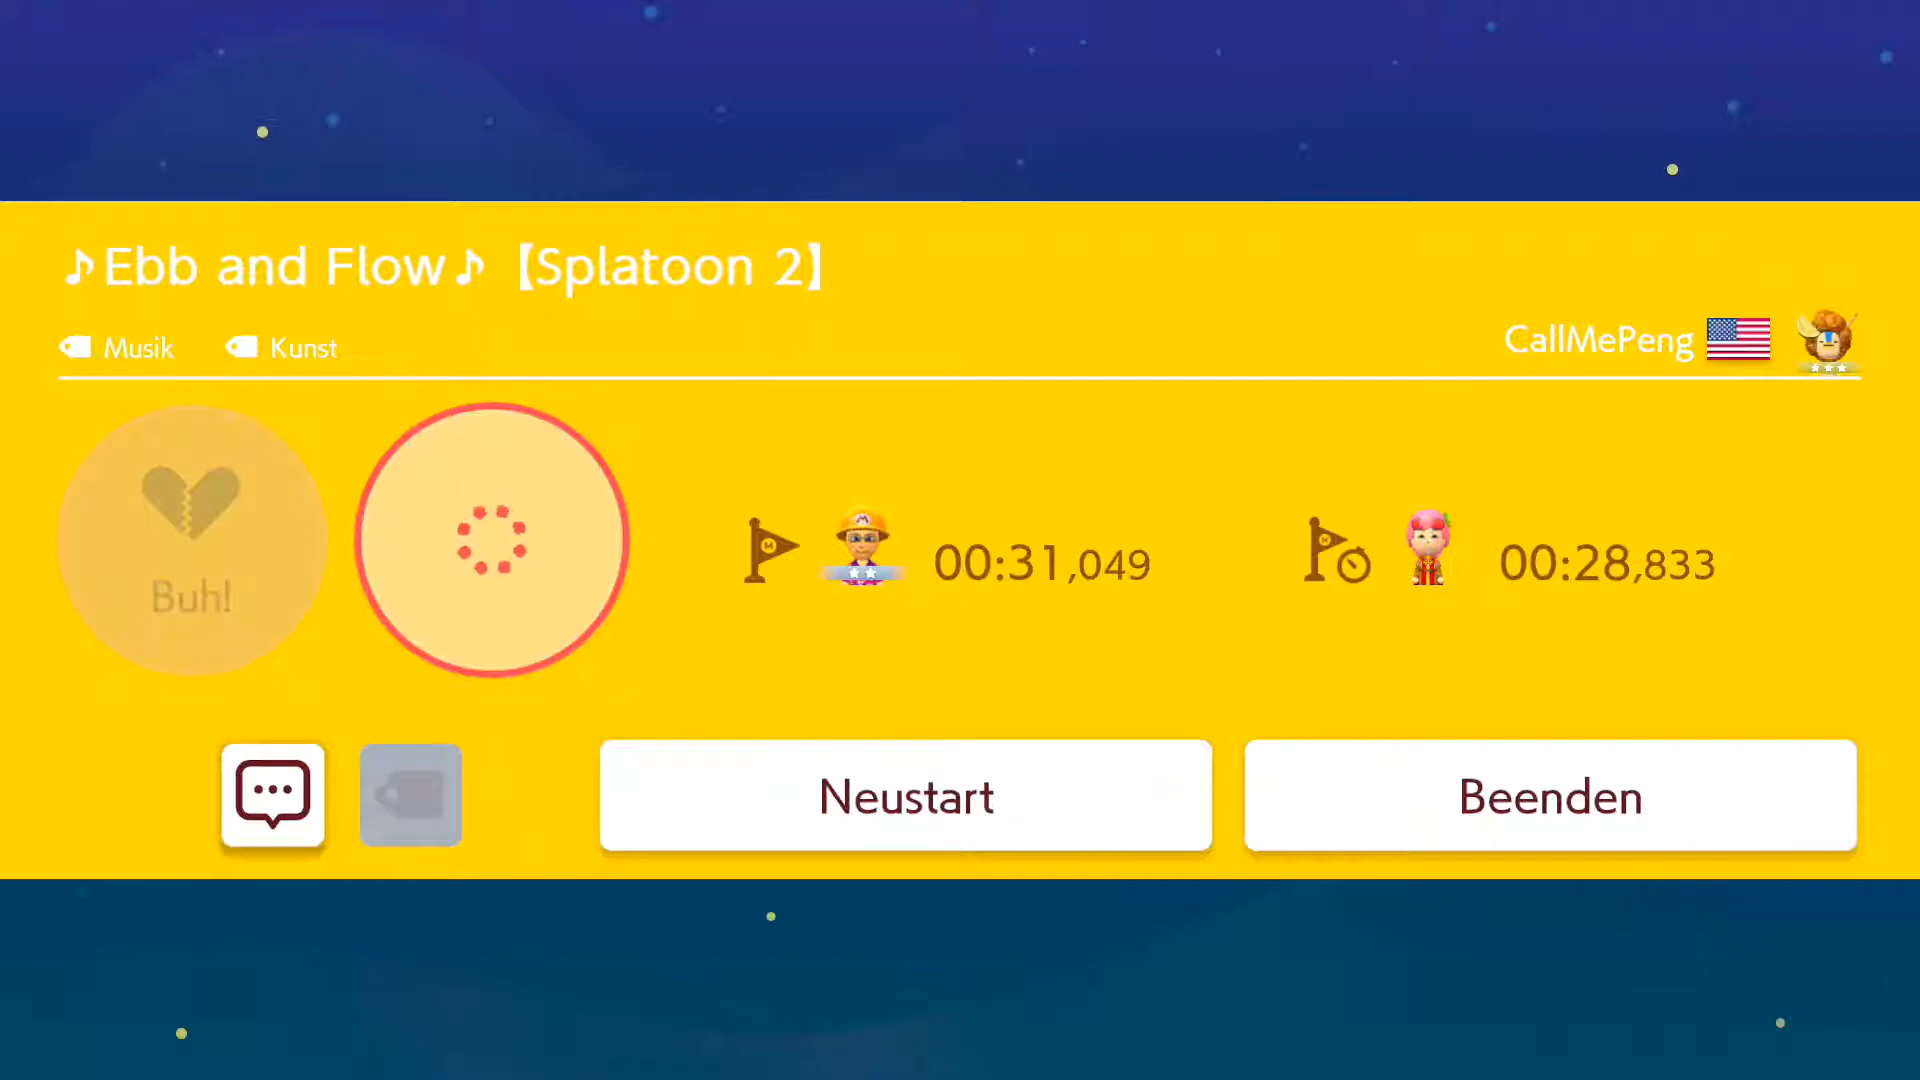 ♪Ebb and Flow♪【Splatoon 2】
Musik Kunst
CallMePeng
Buh!
00:31,049
00:28,833
Neustart
Beenden